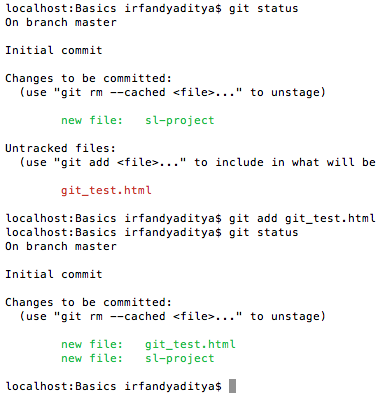 localhost:Basics irfandyaditya$ git status
On branch master
Initial commit
Changes to be committed:
  (use "git rm --cached <file>..." to unstage)
        new file:   sl-project
Untracked files:
  (use "git add <file>..." to include in what will be
        git_test.html
localhost:Basics irfandyaditya$ git add git_test.html
localhost:Basics irfandyaditya$ git status
On branch master
Initial commit
Changes to be committed:
  (use "git rm --cached <file>..." to unstage)
        new file:   git_test.html
        new file:   sl-project
localhost:Basics irfandyaditya$